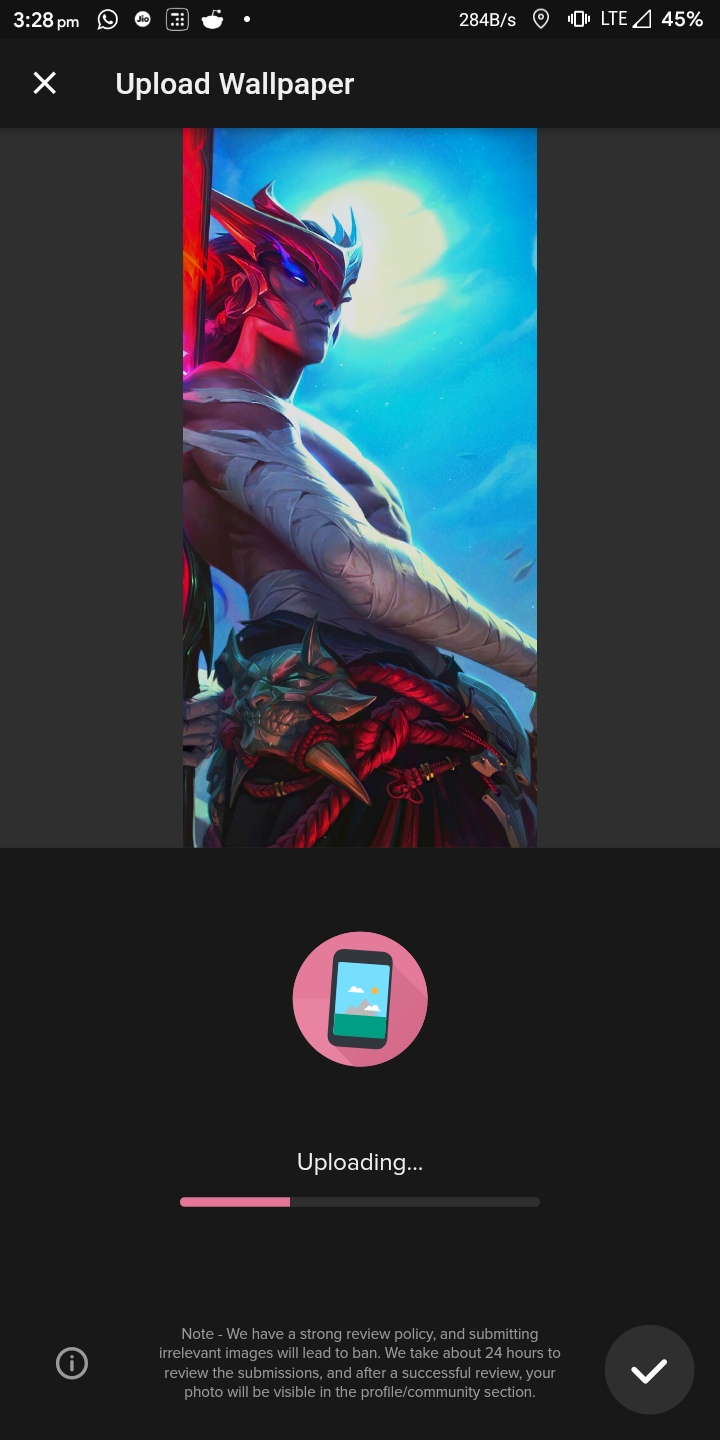 3:28 pm Jio 284B/s LTE 45%
Upload Wallpaper
Uploading...
Note - We have a strong review policy, and submitting
irrelevant images will lead to ban. We take about 24 hours to
review the submissions, and after a successful review, your
photo will be visible in the profile/community section.